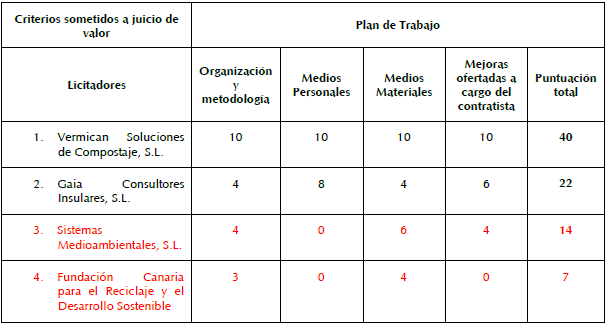 Criterios sometidos a juicio de
valor
Plan de Trabajo
Licitadores
Organización
y
metodología
Medios
Personales
Medios
Materiales
Mejoras
ofertadas a
cargo del
contratista
Puntuación
total
1. Vermican Soluciones
de Compostaje, S.L.
10 10 10 10 40
2. Gaia Consultores
Insulares, S.L.
4 8 4 6 22
3. Sistemas
Medioambientales, S.L.
4 0 6 4 14
4. Fundación Canaria
para el Reciclaje y el
Desarrollo Sostenible
3 0 4 0 7